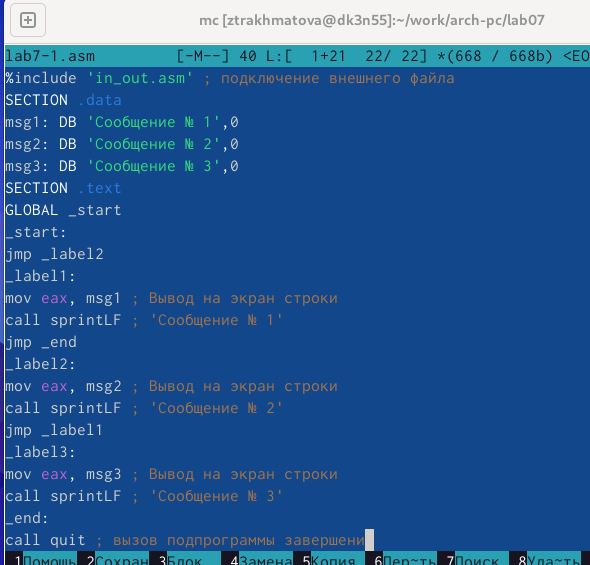 mc [ztrakhmatova@dk3n55]:~/work/arch-pc/lab07
lab7-1.asm [-M--] 40 L:[ 1+21 22/ 22] *(668 / 668b) <EO
%include 'in_out.asm' ; подключение внешнего файла
SECTION .data
msg1: DB 'Сообщение № 1',0
msg2: DB 'Сообщение № 2',0
msg3: DB 'Сообщение № 3',0
SECTION .text
GLOBAL _start
_start:
jmp _label2
_label1:
mov eax, msg1 ; Вывод на экран строки
call sprintLF ; 'Сообщение № 1'
jmp _end
_label2:
mov eax, msg2 ; Вывод на экран строки
call sprintLF ; 'Сообщение № 2'
jmp _label1
_label3:
mov eax, msg3 ; Вывод на экран строки
call sprintLF ; 'Сообщение № 3'
_end:
call quit ; вызов подпрограммы завершени
1Помощь 2Сохран 3Блок 4Замена 5Копия 6Пер~ть 7Поиск 8Уда~ть